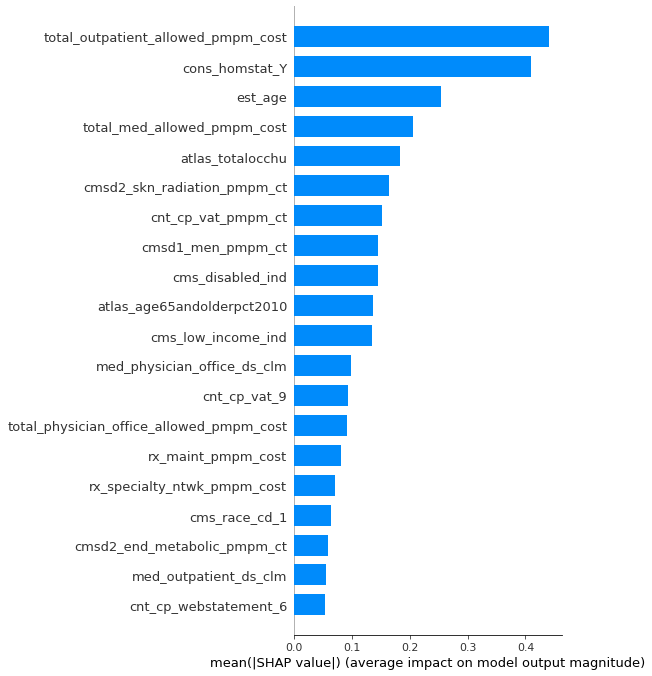 total_outpatient_allowed_pmpm_cost
cons_homstat_Y
est_age
total_med_allowed_pmpm_cost
atlas_totalocchu
cmsd2_skn_radiation_pmpm_ct
cnt_cp_vat_pmpm_ct
cmsd1_men_pmpm_ct
cms_disabled_ind
atlas_age65andolderpct2010
cms_low_income_ind
med_physician_office_ds_clm
cnt_cp_vat_9
total_physician_office_allowed_pmpm_cost
rx_maint_pmpm_cost
rx_specialty_ntwk_pmpm_cost
cms_race_cd_1
cmsd2_end_metabolic_pmpm_ct
med_outpatient_ds_clm
cnt_cp_webstatement_6
0.0 0.1 0.2 0.3 0.4
mean(|SHAP value|) (average impact on model output magnitude)